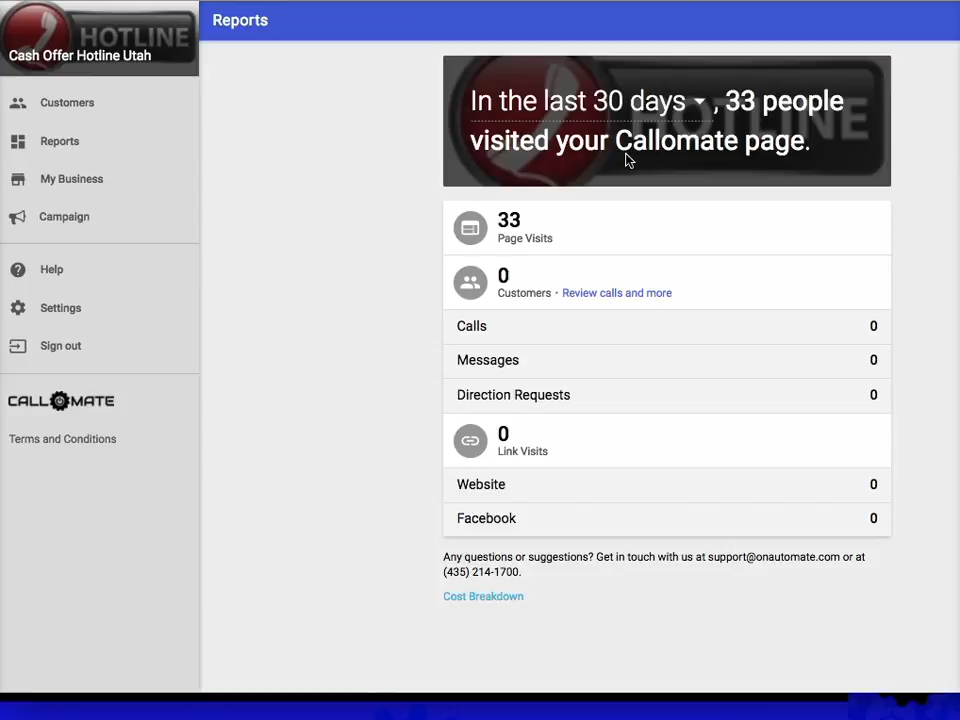 HOTLINE
Cash Offer Hotline Utah
Customers
Reports
My Business
Campaign
Help
Settings
Sign out
CALLOMATE
Terms and Conditions
Reports
In the last 30 days , 33 people
visited your Callomate page.
33
Page Visits
0
Customers · Review calls and more
Calls 0
Messages 0
Direction Requests 0
0
Link Visits
Website 0
Facebook 0
Any questions or suggestions? Get in touch with us at support@onautomate.com or at
(435) 214-1700.
Cost Breakdown